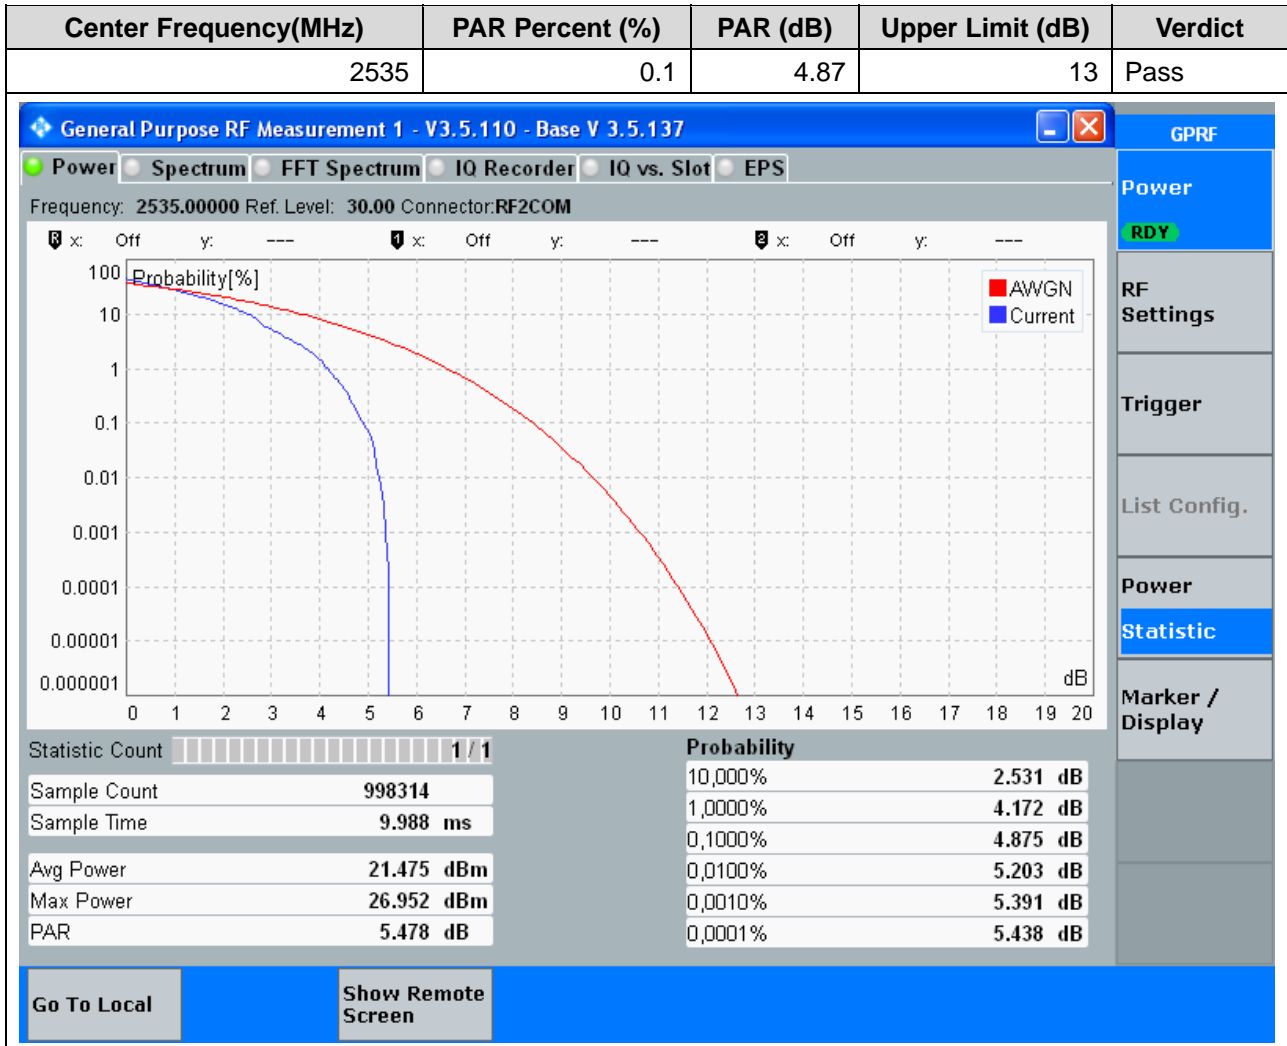 Center Frequency(MHz) PAR Percent (%) PAR (dB) Upper Limit (dB) Verdict
2535 0.1 4.87 13 Pass
General Purpose RF Measurement 1 - V3.5.110 - Base V 3.5.137
GPRF
Power Spectrum FFT Spectrum IQ Recorder IQ vs. Slot EPS
Frequency: 2535.00000 Ref. Level: 30.00 Connector:RF2COM
R x: Off y: --- 1 x: Off y: --- 2 x: Off y: ---
Probability[%]
AWGN
Current
100
10
1
0.1
0.01
0.001
0.0001
0.00001
0.000001
dB
0 1 2 3 4 5 6 7 8 9 10 11 12 13 14 15 16 17 18 19 20
Statistic Count 1 / 1
Sample Count 998314
Sample Time 9.988 ms
Avg Power 21.475 dBm
Max Power 26.952 dBm
PAR 5.478 dB
Probability
10,000% 2.531 dB
1,0000% 4.172 dB
0,1000% 4.875 dB
0,0100% 5.203 dB
0,0010% 5.391 dB
0,0001% 5.438 dB
Power
RDY
RF
Settings
Trigger
List Config.
Power
Statistic
Marker /
Display
Go To Local
Show Remote
Screen